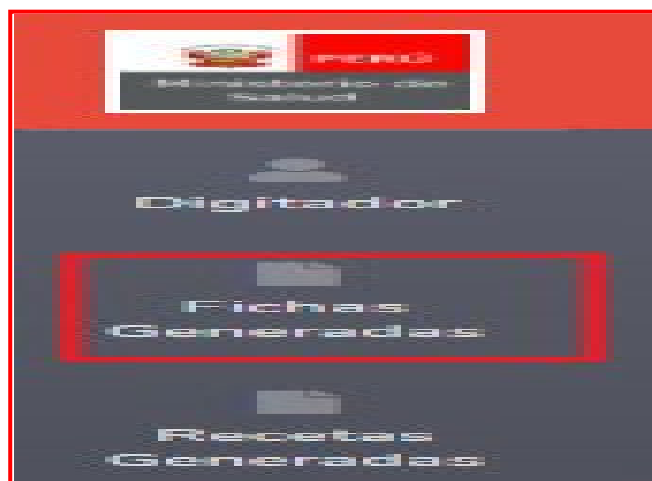 PERÚ
Ministerio de
Salud
Digitador
Fichas
Generadas
Recetas
Generadas